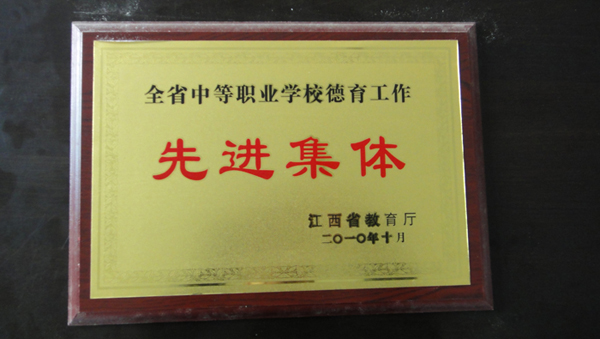 全省中等职业学校德育工作
先进集体
江西省教育厅
二〇一〇年十月